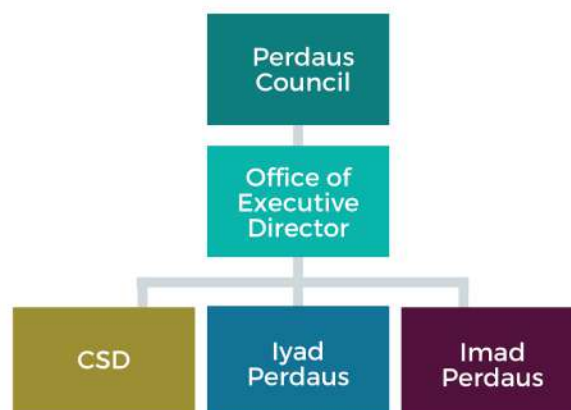 Perdaus
Council
Office of
Executive
Director
CSD
Iyad
Perdaus
Imad
Perdaus